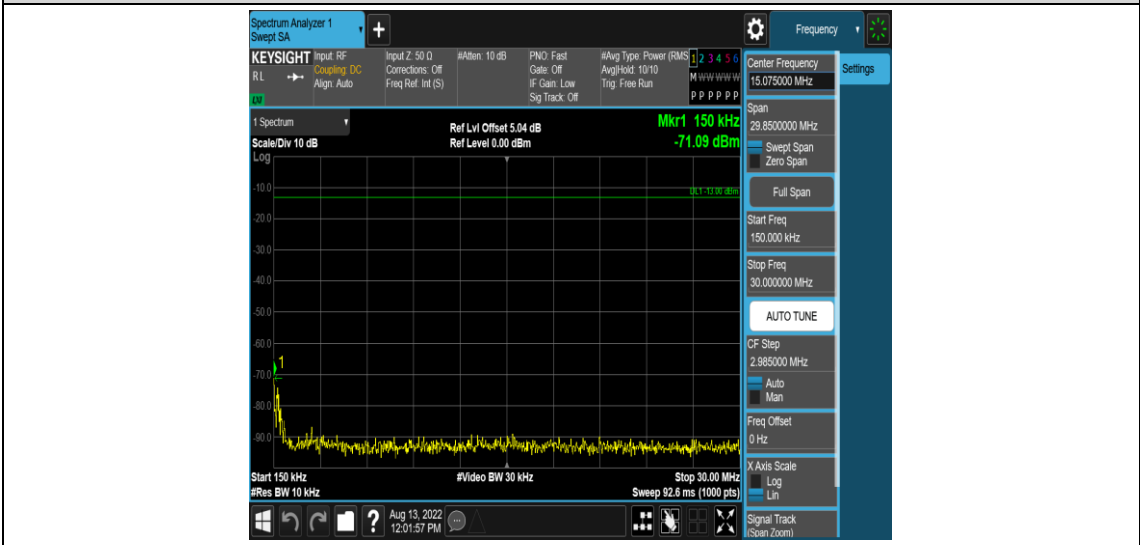 Spectrum Analyzer 1
Swept SA
+
Frequency
KEYSIGHT
R L
LXI
Input: RF
Coupling: DC
Align: Auto
Input Z: 50 Ω
Corrections: Off
Freq Ref: Int (S)
#Atten: 10 dB
PNO: Fast
Gate: Off
IF Gain: Low
Sig Track: Off
#Avg Type: Power (RMS
Avg|Hold: 10/10
Trig: Free Run
1 2 3 4 5 6
M W W W W W
P P P P P P
1 Spectrum
Scale/Div 10 dB
Log
Ref Lvl Offset 5.04 dB
Ref Level 0.00 dBm
Mkr1 150 kHz
-71.09 dBm
DL1 -13.00 dBm
-10.0
-20.0
-30.0
-40.0
-50.0
-60.0
1
-70.0
-80.0
-90.0
Start 150 kHz
#Video BW 30 kHz
Stop 30.00 MHz
#Res BW 10 kHz
Sweep 92.6 ms (1000 pts)
?
Aug 13, 2022
12:01:57 PM
Center Frequency
15.075000 MHz
Settings
Span
29.8500000 MHz
Swept Span
Zero Span
Full Span
Start Freq
150.000 kHz
Stop Freq
30.000000 MHz
AUTO TUNE
CF Step
2.985000 MHz
Auto
Man
Freq Offset
0 Hz
X Axis Scale
Log
Lin
Signal Track
(Span Zoom)